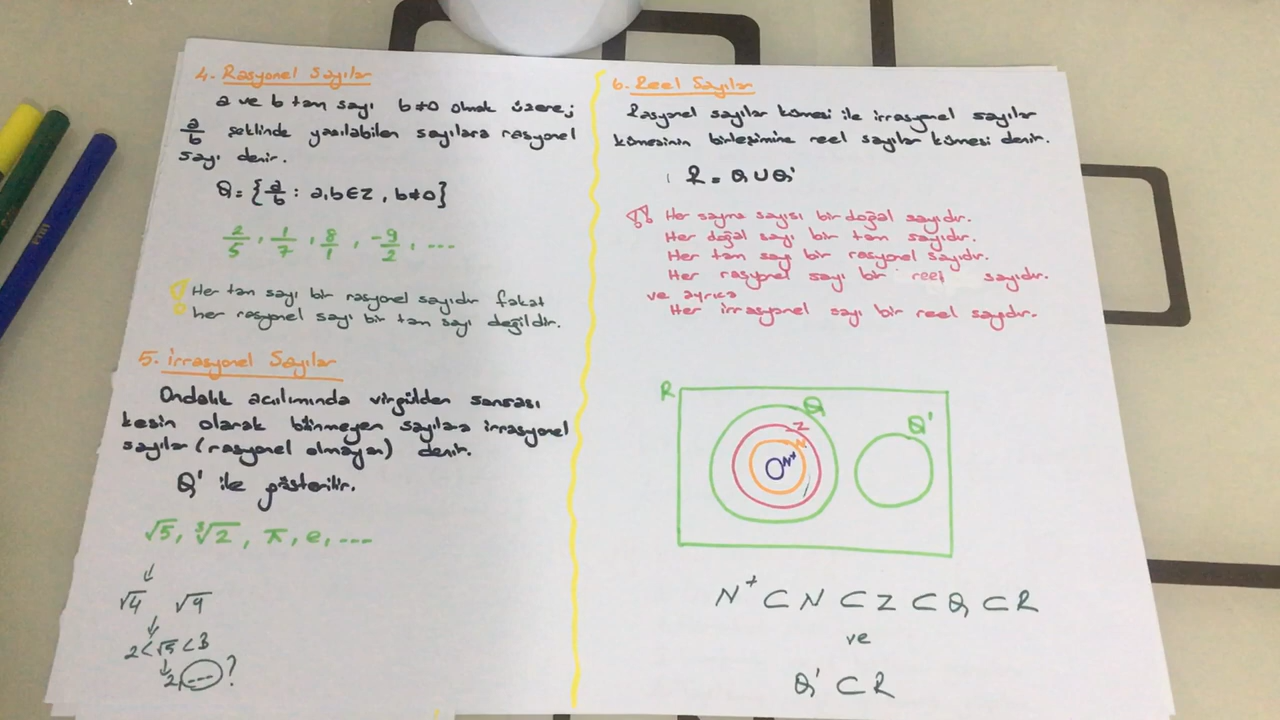 4. Rasyonel Sayılar
a ve b tam sayı b≠0 olmak üzere;
a/b şeklinde yazılabilen sayılara rasyonel
sayı denir.
Q = {a/b : a,b∈Z, b≠0}
2/5, 1/7, 8/1, -9/2, ...
Her tam sayı bir rasyonel sayıdır fakat
her rasyonel sayı bir tam sayı değildir.
5. İrrasyonel Sayılar
Ondalık açılımında virgülden sonrası
kesin olarak bilinmeyen sayılara irrasyonel
sayılar (rasyonel olmayan) denir.
Q' ile gösterilir.
√5, ³√2, π, e, ...
√4 √9
2<√5<3
2, --- ?
6. Reel Sayılar
Rasyonel sayılar kümesi ile irrasyonel sayılar
kümesinin birleşimine reel sayılar kümesi denir.
R = Q ∪ Q'
Her sayma sayısı bir doğal sayıdır.
Her doğal sayı bir tam sayıdır.
Her tam sayı bir rasyonel sayıdır.
Her rasyonel sayı bir reel sayıdır.
ve ayrıca
Her irrasyonel sayı bir reel sayıdır.
R Q Z N N⁺ Q'
N⁺ ⊂ N ⊂ Z ⊂ Q ⊂ R
ve
Q' ⊂ R